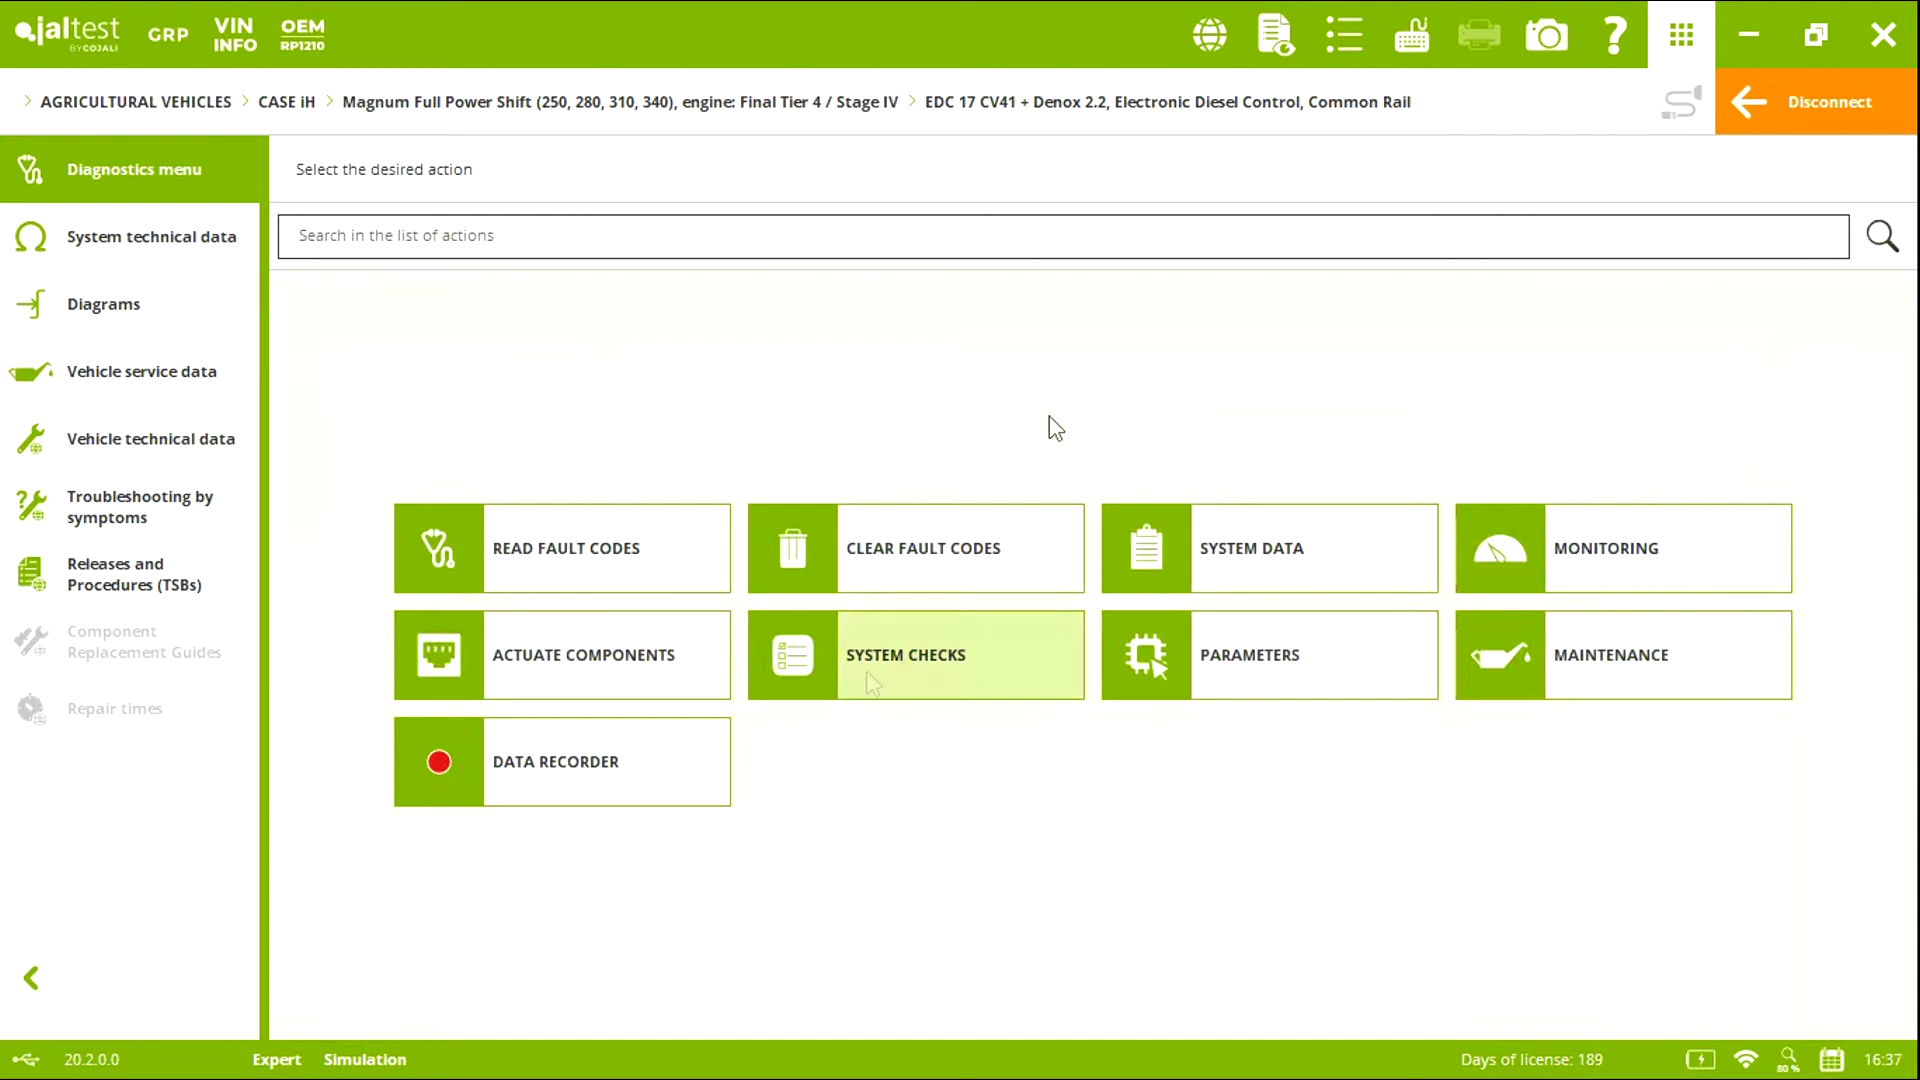 jaltest
BY COJALI
GRP
VIN
INFO
OEM
RP1210
AGRICULTURAL VEHICLES
CASE iH
Magnum Full Power Shift (250, 280, 310, 340), engine: Final Tier 4 / Stage IV
EDC 17 CV41 + Denox 2.2, Electronic Diesel Control, Common Rail
Disconnect
Diagnostics menu
System technical data
Diagrams
Vehicle service data
Vehicle technical data
Troubleshooting by
symptoms
Releases and
Procedures (TSBs)
Component
Replacement Guides
Repair times
Select the desired action
Search in the list of actions
READ FAULT CODES
CLEAR FAULT CODES
SYSTEM DATA
MONITORING
ACTUATE COMPONENTS
SYSTEM CHECKS
PARAMETERS
MAINTENANCE
DATA RECORDER
20.2.0.0
Expert
Simulation
Days of license: 189
80 %
16:37